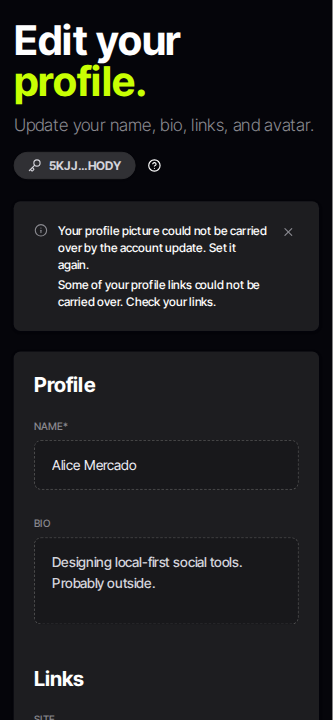 Edit your
profile.
Update your name, bio, links, and avatar.
5KJJ...HODY
Your profile picture could not be carried
over by the account update. Set it
again.
Some of your profile links could not be
carried over. Check your links.
Profile
NAME*
Alice Mercado
BIO
Designing local-first social tools.
Probably outside.
Links
SITE